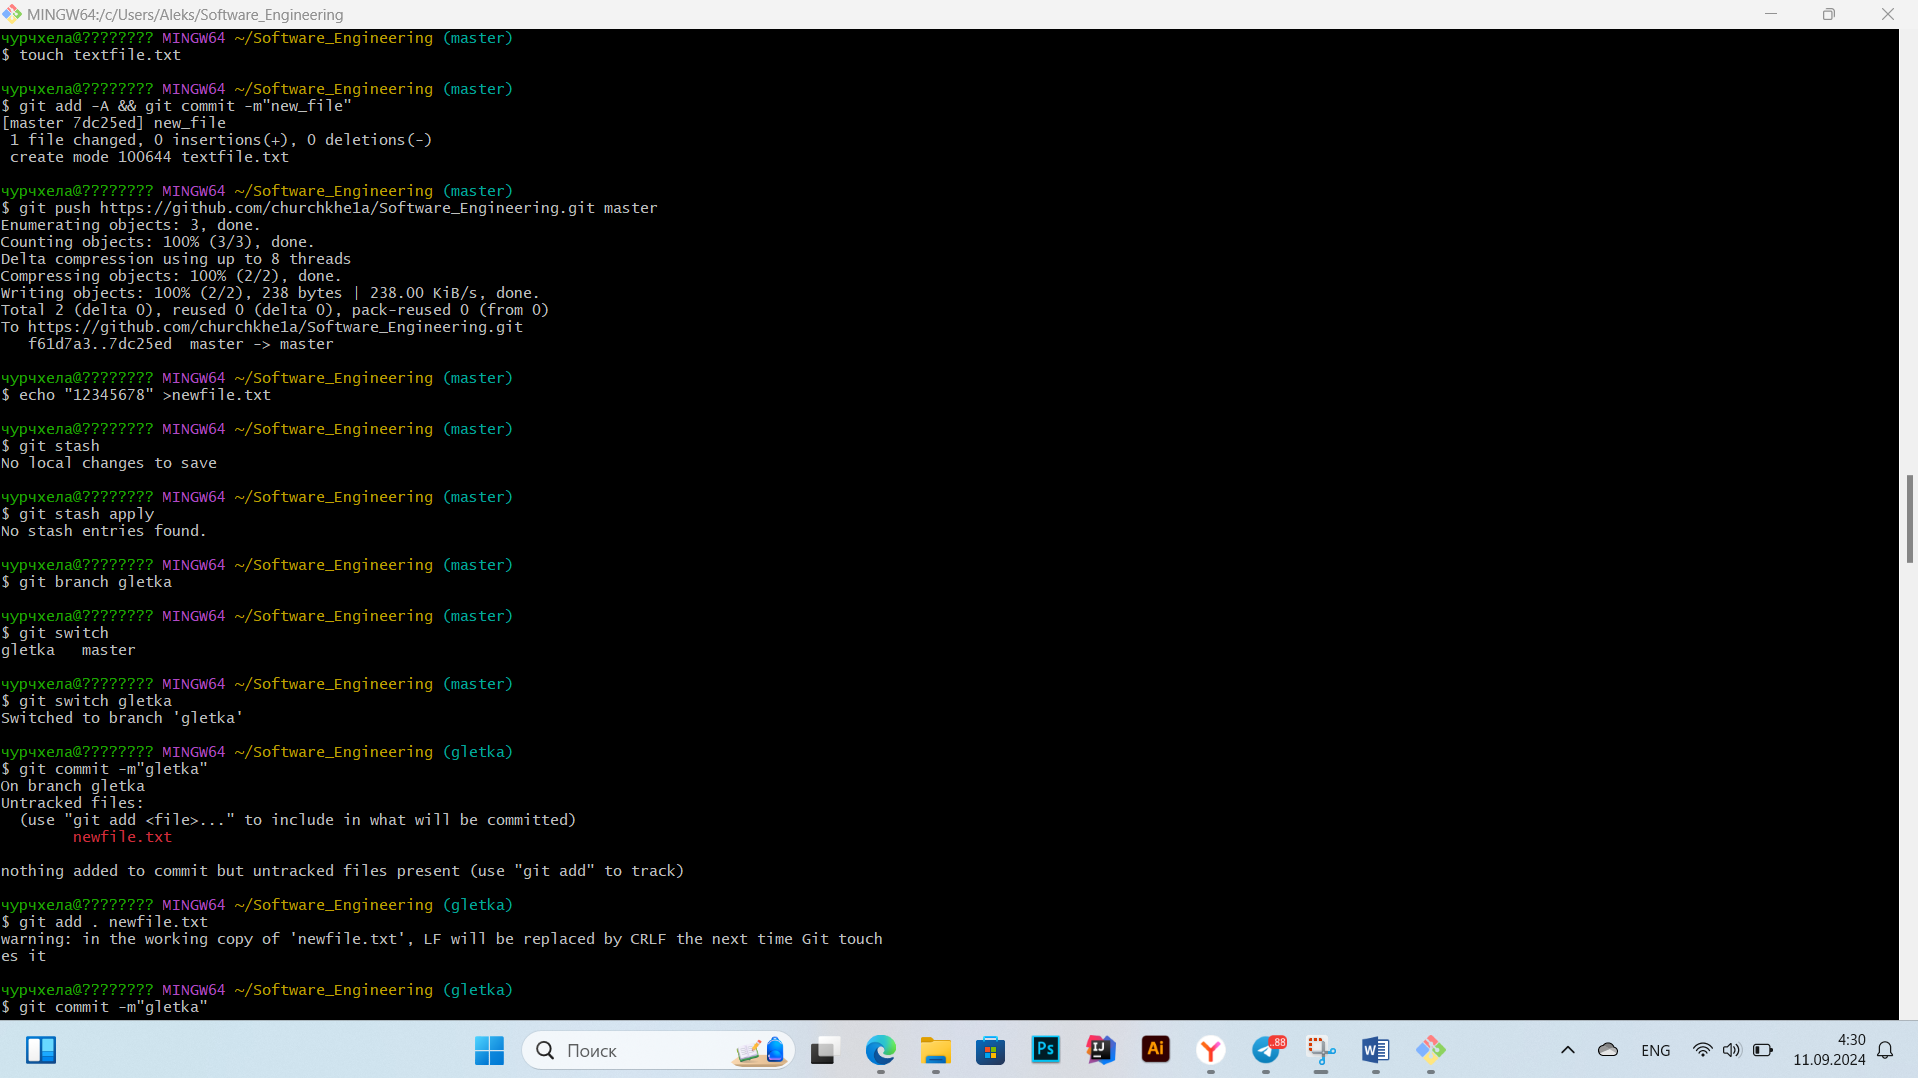 MINGW64:/c/Users/Aleks/Software_Engineering
чурчхела@???????? MINGW64 ~/Software_Engineering (master)
$ touch textfile.txt
чурчхела@???????? MINGW64 ~/Software_Engineering (master)
$ git add -A && git commit -m"new_file"
[master 7dc25ed] new_file
 1 file changed, 0 insertions(+), 0 deletions(-)
 create mode 100644 textfile.txt
чурчхела@???????? MINGW64 ~/Software_Engineering (master)
$ git push https://github.com/churchkhe1a/Software_Engineering.git master
Enumerating objects: 3, done.
Counting objects: 100% (3/3), done.
Delta compression using up to 8 threads
Compressing objects: 100% (2/2), done.
Writing objects: 100% (2/2), 238 bytes | 238.00 KiB/s, done.
Total 2 (delta 0), reused 0 (delta 0), pack-reused 0 (from 0)
To https://github.com/churchkhe1a/Software_Engineering.git
   f61d7a3..7dc25ed  master -> master
чурчхела@???????? MINGW64 ~/Software_Engineering (master)
$ echo "12345678" >newfile.txt
чурчхела@???????? MINGW64 ~/Software_Engineering (master)
$ git stash
No local changes to save
чурчхела@???????? MINGW64 ~/Software_Engineering (master)
$ git stash apply
No stash entries found.
чурчхела@???????? MINGW64 ~/Software_Engineering (master)
$ git branch gletka
чурчхела@???????? MINGW64 ~/Software_Engineering (master)
$ git switch
gletka   master
чурчхела@???????? MINGW64 ~/Software_Engineering (master)
$ git switch gletka
Switched to branch 'gletka'
чурчхела@???????? MINGW64 ~/Software_Engineering (gletka)
$ git commit -m"gletka"
On branch gletka
Untracked files:
  (use "git add <file>..." to include in what will be committed)
        newfile.txt
nothing added to commit but untracked files present (use "git add" to track)
чурчхела@???????? MINGW64 ~/Software_Engineering (gletka)
$ git add . newfile.txt
warning: in the working copy of 'newfile.txt', LF will be replaced by CRLF the next time Git touch
es it
чурчхела@???????? MINGW64 ~/Software_Engineering (gletka)
$ git commit -m"gletka"
Поиск
Ps
IJ
Ai
Y
.88
W
ENG
4:30
11.09.2024